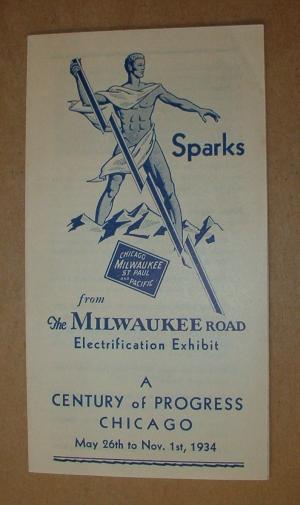 Sparks
CHICAGO
MILWAUKEE
ST PAUL
AND PACIFIC
from
The MILWAUKEE ROAD
Electrification Exhibit
A
CENTURY of PROGRESS
CHICAGO
May 26th to Nov. 1st, 1934